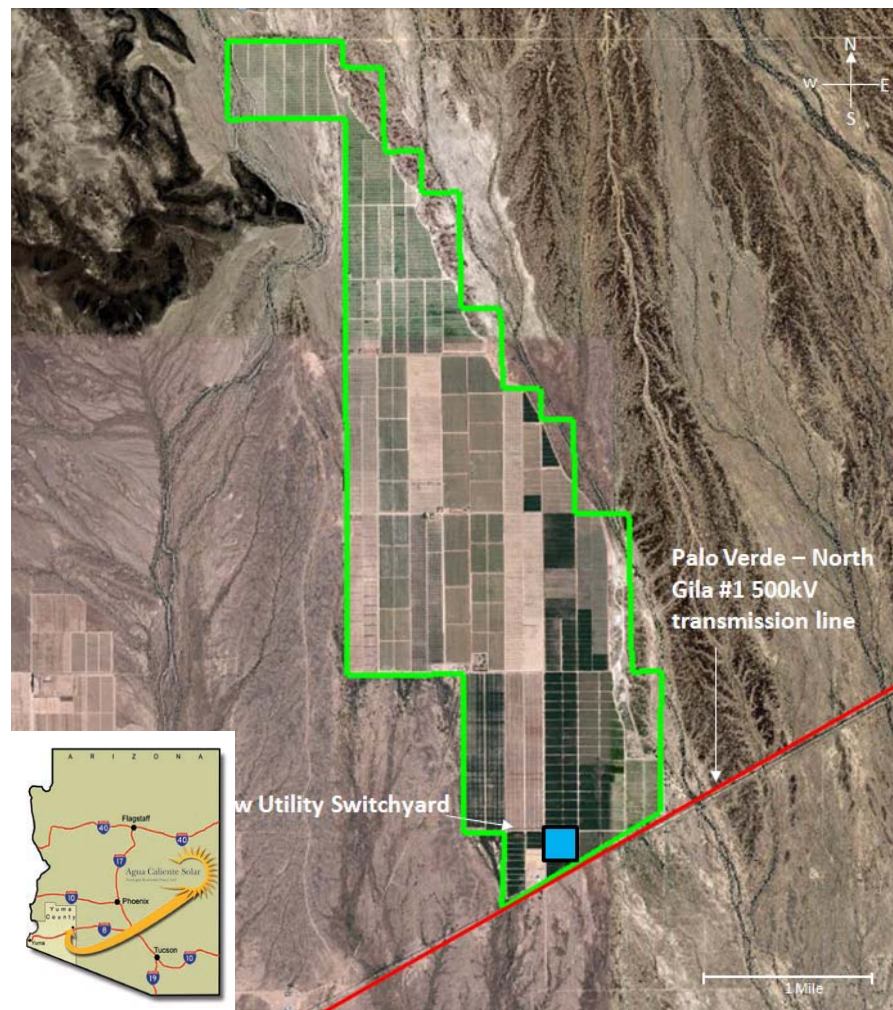 N
W E
S
Palo Verde – North
Gila #1 500kV
transmission line
w Utility Switchyard
1 Mile
A R I Z O N A
Flagstaff
40
40
17
Agua Caliente Solar
10
Phoenix
Yuma
County
8
Yuma
Tucson
10
19